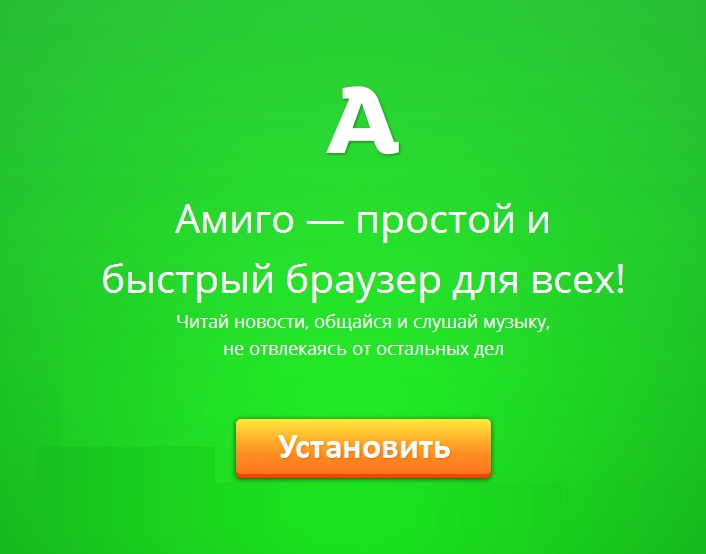 А
Амиго — простой и
быстрый браузер для всех!
Читай новости, общайся и слушай музыку,
не отвлекаясь от остальных дел
Установить